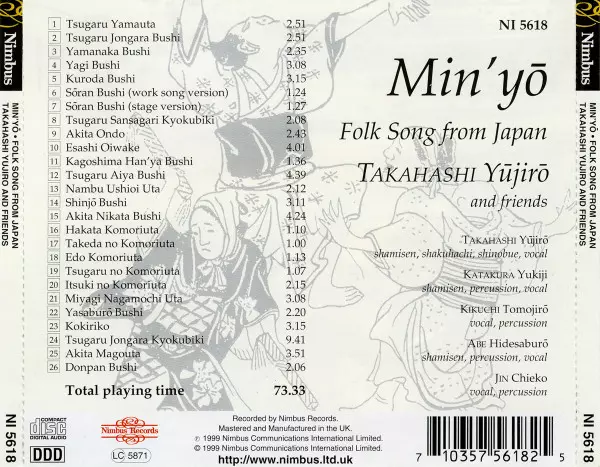 Nimbus
MIN'YŌ • FOLK SONG FROM JAPAN
TAKAHASHI YUJIRO AND FRIENDS
NI 5618
1 Tsugaru Yamauta 2.51
2 Tsugaru Jongara Bushi 2.51
3 Yamanaka Bushi 2.35
4 Yagi Bushi 3.08
5 Kuroda Bushi 3.15
6 Sōran Bushi (work song version) 1.24
7 Sōran Bushi (stage version) 1.27
8 Tsugaru Sansagari Kyokubiki 2.08
9 Akita Ondo 2.43
10 Esashi Oiwake 4.01
11 Kagoshima Han'ya Bushi 1.36
12 Tsugaru Aiya Bushi 4.39
13 Nambu Ushioi Uta 2.12
14 Shinjō Bushi 3.11
15 Akita Nikata Bushi 4.24
16 Hakata Komoriuta 1.10
17 Takeda no Komoriuta 1.00
18 Edo Komoriuta 1.13
19 Tsugaru no Komoriuta 1.07
20 Itsuki no Komoriuta 2.15
21 Miyagi Nagamochi Uta 3.08
22 Yasaburō Bushi 2.20
23 Kokiriko 3.15
24 Tsugaru Jongara Kyokubiki 9.41
25 Akita Magouta 3.51
26 Donpan Bushi 2.06
Total playing time 73.33
NI 5618
Min'yō
Folk Song from Japan
TAKAHASHI Yūjirō
and friends
TAKAHASHI Yūjirō
shamisen, shakuhachi, shinobue, vocal
KATAKURA Yukiji
shamisen, percussion, vocal
KIKUCHI Tomojirō
vocal, percussion
ABE Hidesaburō
shamisen, percussion, vocal
JIN Chieko
vocal, percussion
COMPACT
disc
DIGITAL AUDIO
DDD
Nimbus Records
LC 5871
Recorded by Nimbus Records.
Mastered and Manufactured in the UK.
℗ 1999 Nimbus Communications International Limited.
© 1999 Nimbus Communications International Limited.
http://www.nimbus.ltd.uk
7 10357 56182 5
Nimbus
MIN'YŌ • FOLK SONG FROM JAPAN
TAKAHASHI YUJIRO AND FRIENDS
NI 5618